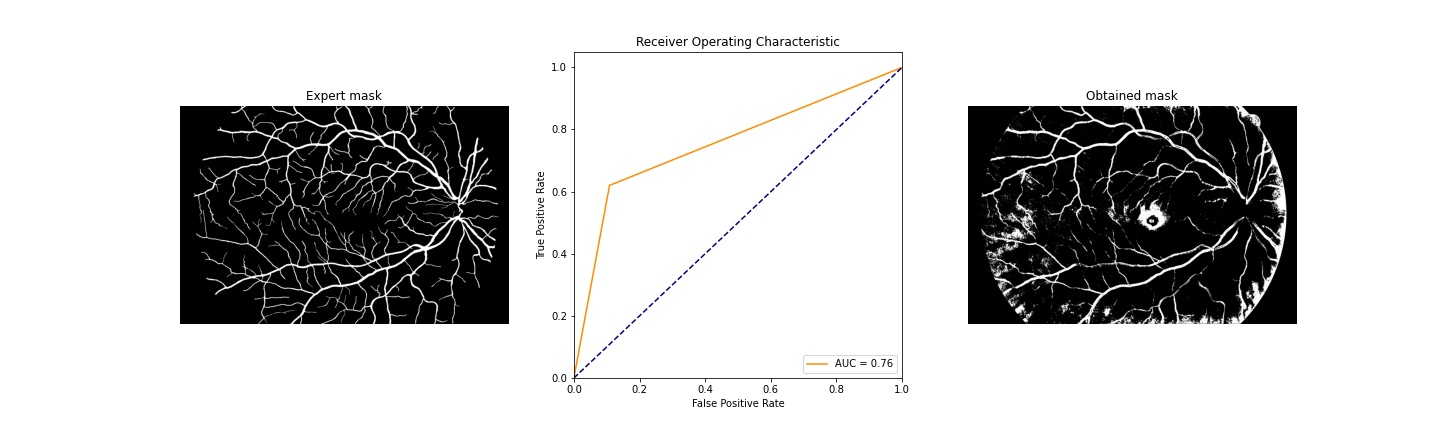 Receiver Operating Characteristic
Expert mask
Obtained mask
True Positive Rate
1.0
0.8
0.6
0.4
0.2
0.0
0.0 0.2 0.4 0.6 0.8 1.0
False Positive Rate
AUC = 0.76